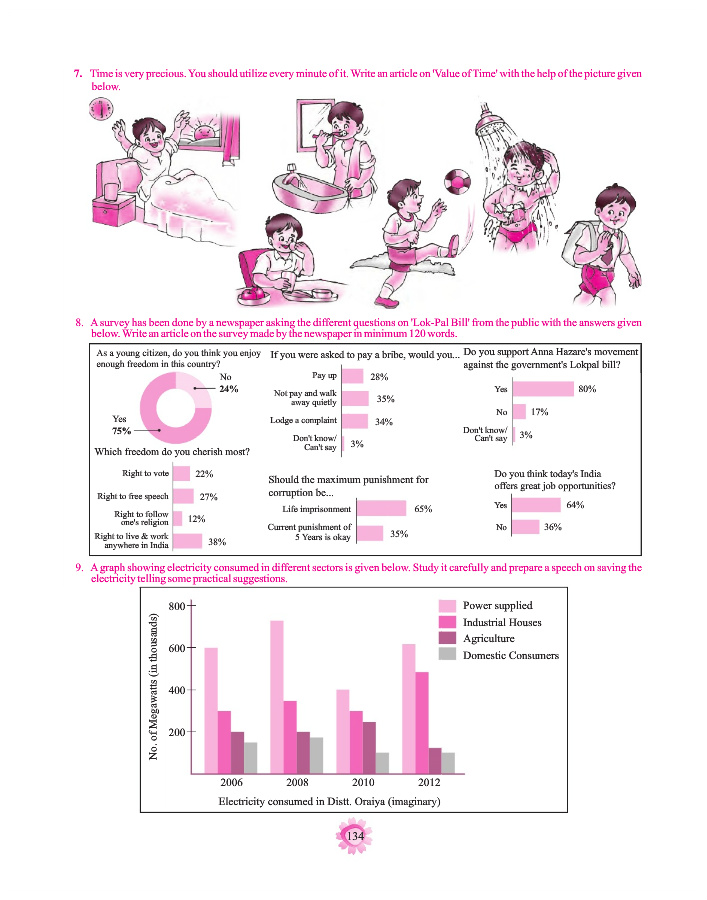 7. Time is very precious. You should utilize every minute of it. Write an article on 'Value of Time' with the help of the picture given
below.
8. A survey has been done by a newspaper asking the different questions on 'Lok-Pal Bill' from the public with the answers given
below. Write an article on the survey made by the newspaper in minimum 120 words.
As a young citizen, do you think you enjoy
enough freedom in this country?
No
24%
Yes
75%
Which freedom do you cherish most?
Right to vote 22%
Right to free speech 27%
Right to follow
one's religion 12%
Right to live & work
anywhere in India 38%
If you were asked to pay a bribe, would you...
Pay up 28%
Not pay and walk
away quietly 35%
Lodge a complaint 34%
Don't know/
Can't say 3%
Should the maximum punishment for
corruption be...
Life imprisonment 65%
Current punishment of
5 Years is okay 35%
Do you support Anna Hazare's movement
against the government's Lokpal bill?
Yes 80%
No 17%
Don't know/
Can't say 3%
Do you think today's India
offers great job opportunities?
Yes 64%
No 36%
9. A graph showing electricity consumed in different sectors is given below. Study it carefully and prepare a speech on saving the
electricity telling some practical suggestions.
No. of Megawatts (in thousands)
800
600
400
200
2006 2008 2010 2012
Power supplied
Industrial Houses
Agriculture
Domestic Consumers
Electricity consumed in Distt. Oraiya (imaginary)
134